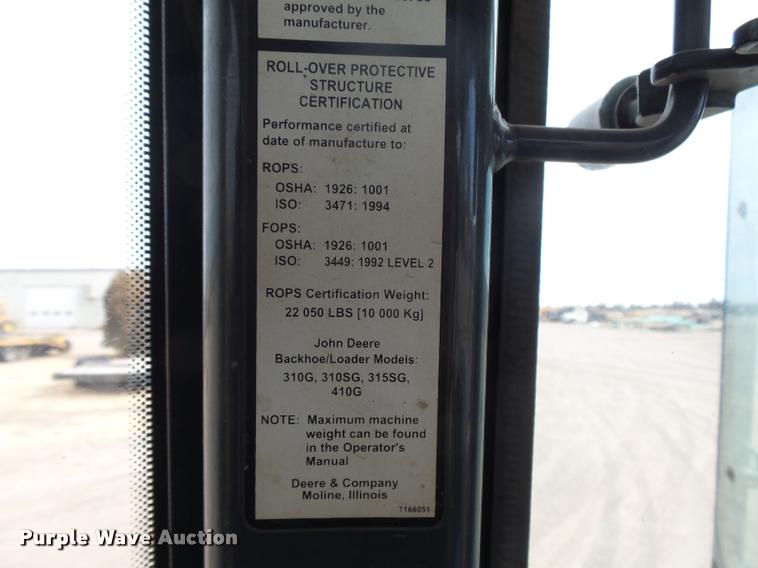 approved by the
manufacturer.
ROLL-OVER PROTECTIVE
STRUCTURE
CERTIFICATION
Performance certified at
date of manufacture to:
ROPS:
OSHA: 1926: 1001
ISO: 3471: 1994
FOPS:
OSHA: 1926: 1001
ISO: 3449: 1992 LEVEL 2
ROPS Certification Weight:
22 050 LBS [10 000 Kg]
John Deere
Backhoe/Loader Models:
310G, 310SG, 315SG,
410G
NOTE: Maximum machine
weight can be found
in the Operator's
Manual
Deere & Company
Moline, Illinois
T166051
Purple Wave Auction